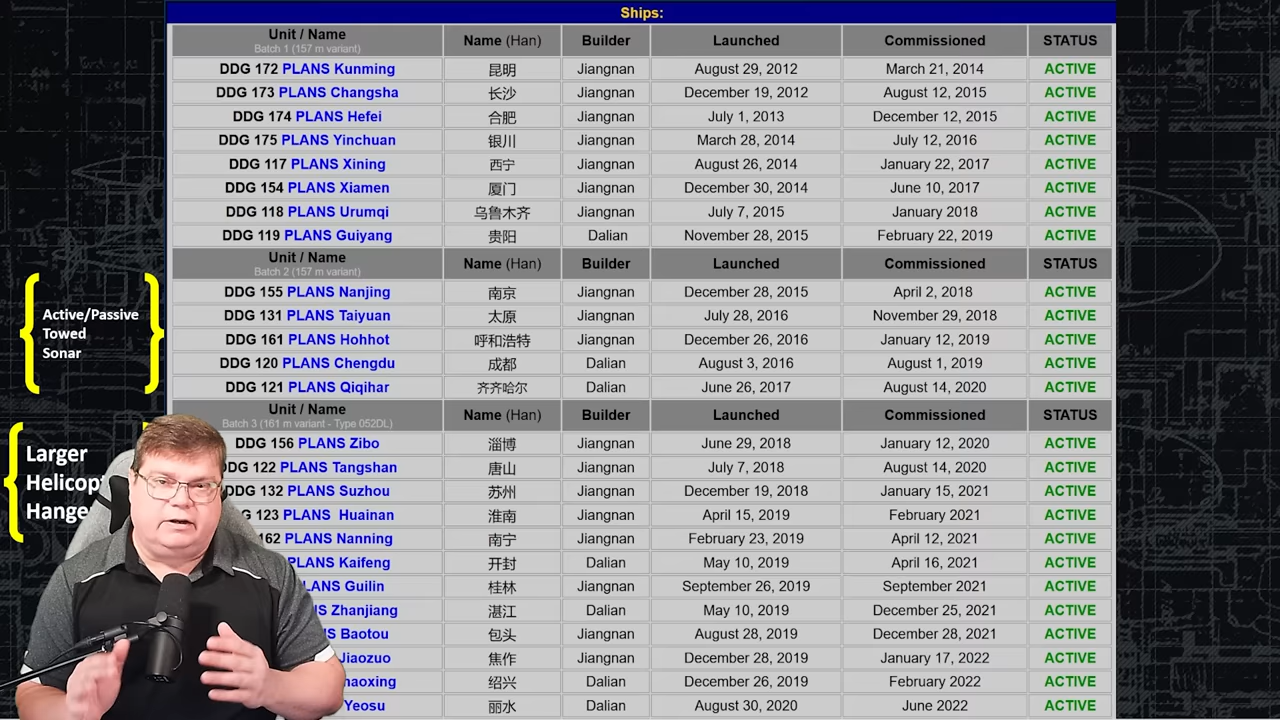 Ships:
Unit / Name Name (Han) Builder Launched Commissioned STATUS
Batch 1 (157 m variant)
DDG 172 PLANS Kunming 昆明 Jiangnan August 29, 2012 March 21, 2014 ACTIVE
DDG 173 PLANS Changsha 长沙 Jiangnan December 19, 2012 August 12, 2015 ACTIVE
DDG 174 PLANS Hefei 合肥 Jiangnan July 1, 2013 December 12, 2015 ACTIVE
DDG 175 PLANS Yinchuan 银川 Jiangnan March 28, 2014 July 12, 2016 ACTIVE
DDG 117 PLANS Xining 西宁 Jiangnan August 26, 2014 January 22, 2017 ACTIVE
DDG 154 PLANS Xiamen 厦门 Jiangnan December 30, 2014 June 10, 2017 ACTIVE
DDG 118 PLANS Urumqi 乌鲁木齐 Jiangnan July 7, 2015 January 2018 ACTIVE
DDG 119 PLANS Guiyang 贵阳 Dalian November 28, 2015 February 22, 2019 ACTIVE
Unit / Name Name (Han) Builder Launched Commissioned STATUS
Batch 2 (157 m variant)
DDG 155 PLANS Nanjing 南京 Jiangnan December 28, 2015 April 2, 2018 ACTIVE
DDG 131 PLANS Taiyuan 太原 Jiangnan July 28, 2016 November 29, 2018 ACTIVE
DDG 161 PLANS Hohhot 呼和浩特 Jiangnan December 26, 2016 January 12, 2019 ACTIVE
DDG 120 PLANS Chengdu 成都 Dalian August 3, 2016 August 1, 2019 ACTIVE
DDG 121 PLANS Qiqihar 齐齐哈尔 Dalian June 26, 2017 August 14, 2020 ACTIVE
Active/Passive
Towed
Sonar
Unit / Name Name (Han) Builder Launched Commissioned STATUS
Batch 3 (161 m variant - Type 052DL)
DDG 156 PLANS Zibo 淄博 Jiangnan June 29, 2018 January 12, 2020 ACTIVE
DDG 122 PLANS Tangshan 唐山 Jiangnan July 7, 2018 August 14, 2020 ACTIVE
DDG 132 PLANS Suzhou 苏州 Jiangnan December 19, 2018 January 15, 2021 ACTIVE
G 123 PLANS Huainan 淮南 Jiangnan April 15, 2019 February 2021 ACTIVE
162 PLANS Nanning 南宁 Jiangnan February 23, 2019 April 12, 2021 ACTIVE
PLANS Kaifeng 开封 Dalian May 10, 2019 April 16, 2021 ACTIVE
LANS Guilin 桂林 Jiangnan September 26, 2019 September 2021 ACTIVE
NS Zhanjiang 湛江 Dalian May 10, 2019 December 25, 2021 ACTIVE
S Baotou 包头 Jiangnan August 28, 2019 December 28, 2021 ACTIVE
Jiaozuo 焦作 Jiangnan December 28, 2019 January 17, 2022 ACTIVE
haoxing 绍兴 Dalian December 26, 2019 February 2022 ACTIVE
Yeosu 丽水 Dalian August 30, 2020 June 2022 ACTIVE
Larger
Helicop
Hange